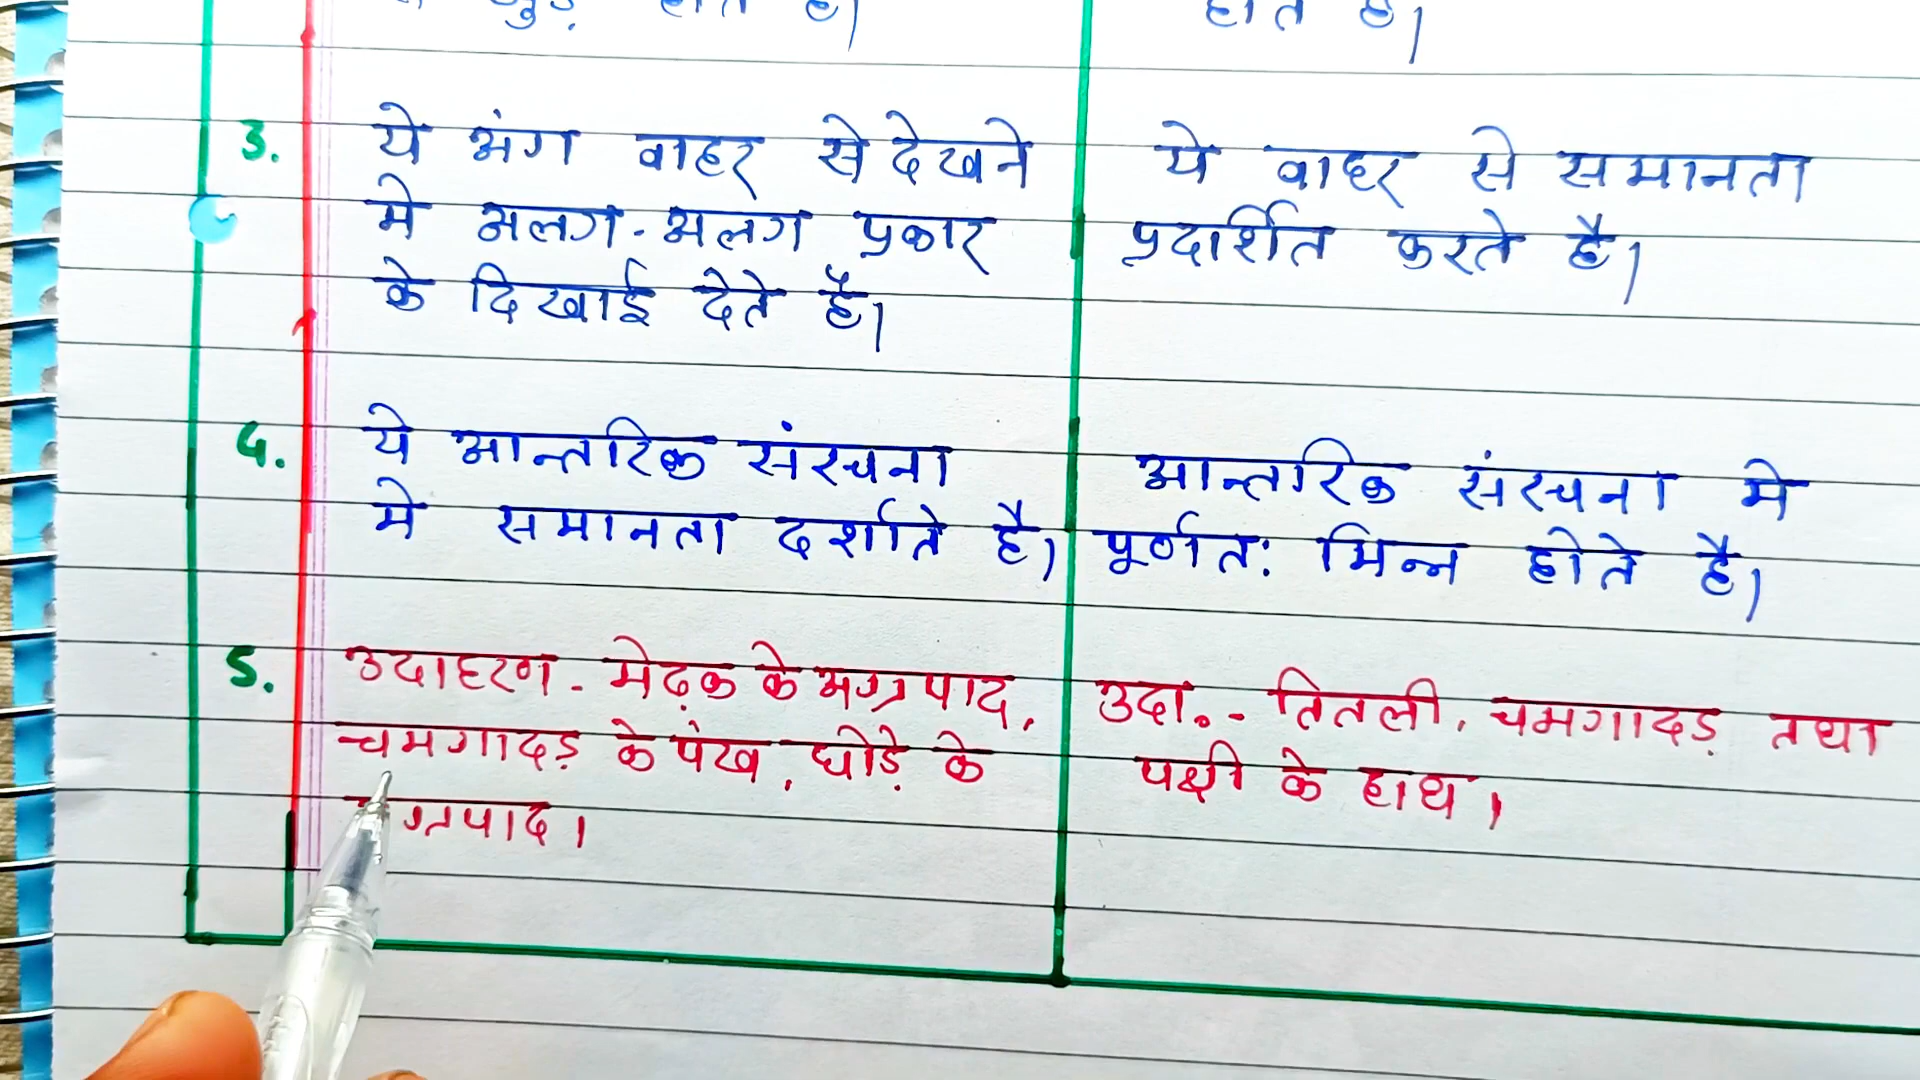 होते है।
होते है।
3. ये अंग वाहर से देखने
मे अलग-अलग प्रकार
के दिखाई देते है।
ये वाहर से समानता
प्रदार्शित करते है।
4. ये आन्तरिक संरचना
मे समानता दर्शाते है।
आन्तरिक संरचना मे
पूर्णत: भिन्न होते है।
5. उदाहरण - मेढ़क के अग्र पाद,
चमगादड़ के पंख, घोड़े के
ग्रपाद।
उदा०- तितली, चमगादड़ तथा
पक्षी के हाथ।